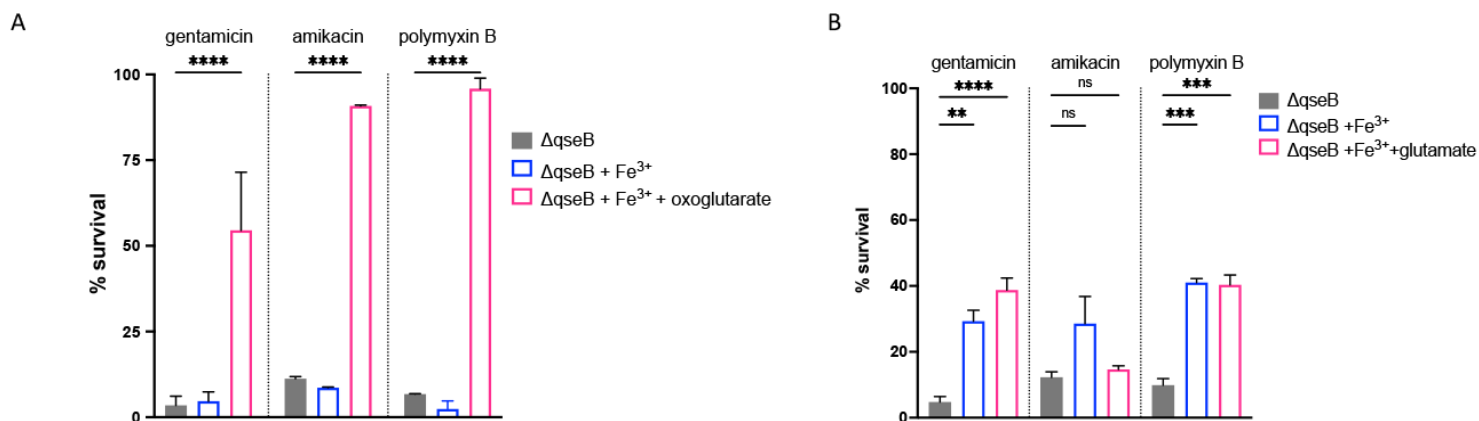 A
gentamicin amikacin polymyxin B
**** **** ****
100
75
50
25
0
% survival
ΔqseB
ΔqseB + Fe³⁺
ΔqseB + Fe³⁺ + oxoglutarate
B
gentamicin amikacin polymyxin B
**** ns ***
** ns ***
100
80
60
40
20
0
% survival
ΔqseB
ΔqseB +Fe³⁺
ΔqseB +Fe³⁺+glutamate